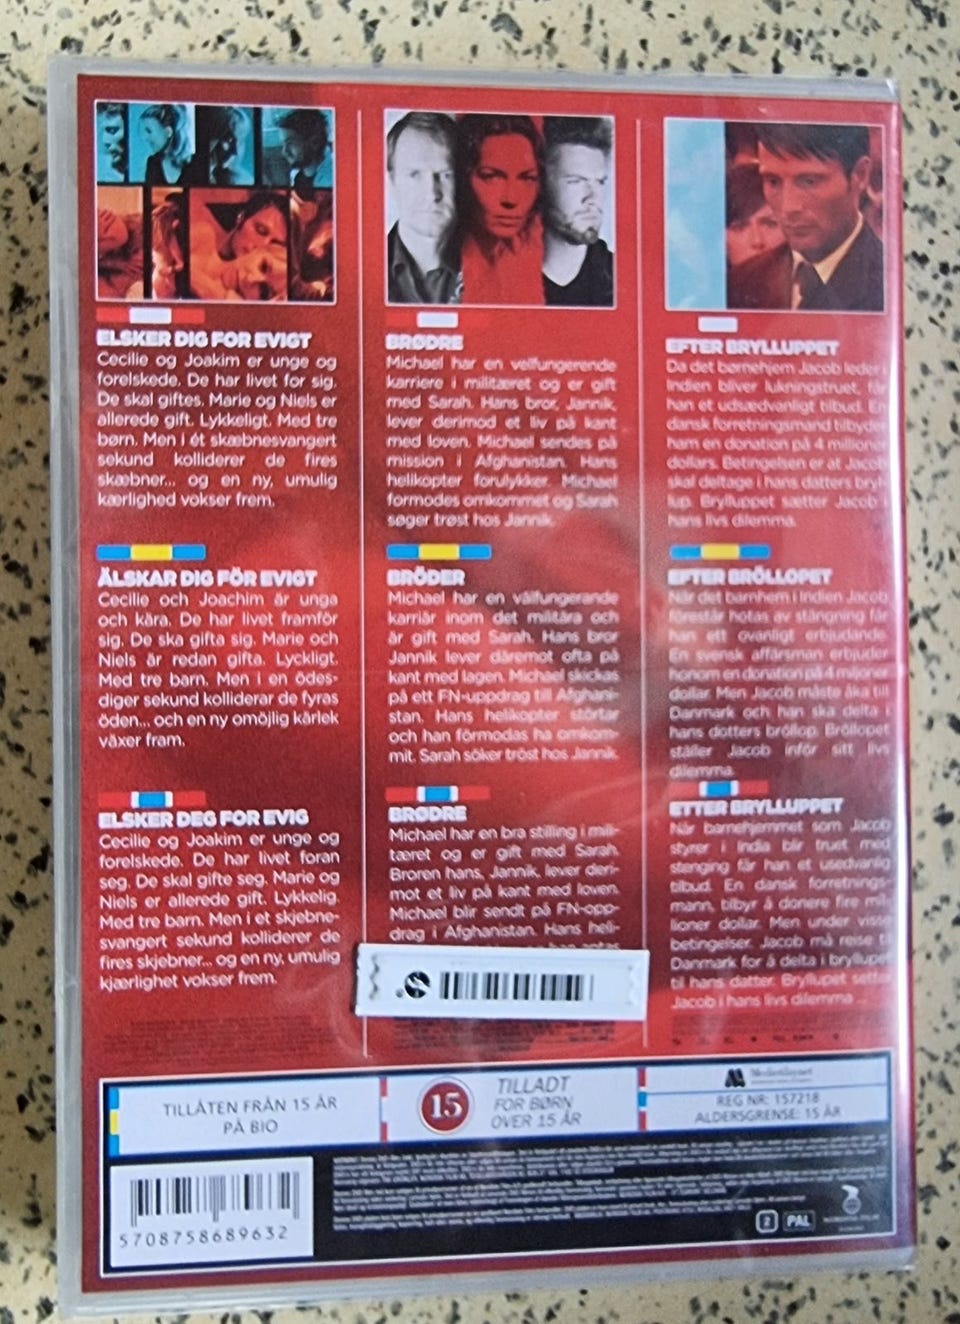 ELSKER DIG FOR EVIGT
Cecilie og Joakim er unge og
forelskede. De har livet for sig.
De skal giftes. Marie og Niels er
allerede gift. Lykkeligt. Med tre
børn. Men i ét skæbnesvangert
sekund kolliderer de fires
skæbner... og en ny, umulig
kærlighed vokser frem.
ÄLSKAR DIG FÖR EVIGT
Cecilie och Joachim är unga
och kära. De har livet framför
sig. De ska gifta sig. Marie och
Niels är redan gifta. Lyckligt.
Med tre barn. Men i en ödes-
diger sekund kolliderar de fyras
öden... och en ny omöjlig kärlek
växer fram.
ELSKER DEG FOR EVIG
Cecilie og Joakim er unge og
forelskede. De har livet foran
seg. De skal gifte seg. Marie og
Niels er allerede gift. Lykkelig.
Med tre barn. Men i et skjebne-
svangert sekund kolliderer de
fires skjebner... og en ny, umulig
kjærlighet vokser frem.
BRØDRE
Michael har en velfungerende
karriere i militæret og er gift
med Sarah. Hans bror, Jannik,
lever derimod et liv på kant
med loven. Michael sendes på
mission i Afghanistan. Hans
helikopter forulykker. Michael
formodes omkommet og Sarah
søger trøst hos Jannik.
BRÖDER
Michael har en välfungerande
karriär inom det militära och
är gift med Sarah. Hans bror
Jannik lever däremot ofta på
kant med lagen. Michael skickas
på ett FN-uppdrag till Afghani-
stan. Hans helikopter störtar
och han förmodas ha omkom-
mit. Sarah söker tröst hos Jannik.
BRØDRE
Michael har en bra stilling i mili-
tæret og er gift med Sarah.
Broren hans, Jannik, lever deri-
mot et liv på kant med loven.
Michael blir sendt på FN-opp-
drag i Afghanistan. Hans heli-
han antas
EFTER BRYLLUPPET
Da det børnehjem Jacob leder i
Indien bliver lukningstruet, får
han et udsædvanligt tilbud. En
dansk forretningsmand tilbyder
ham en donation på 4 millioner
dollars. Betingelsen er at Jacob
skal deltage i hans datters bryl-
lup. Brylluppet sætter Jacob i
hans livs dilemma.
EFTER BRÖLLOPET
När det barnhem i Indien Jacob
förestår hotas av stängning får
han ett ovanligt erbjudande.
En svensk affärsman erbjuder
honom en donation på 4 miljoner
dollar. Men Jacob måste åka till
Danmark och han ska delta i
hans dotters bröllop. Bröllopet
ställer Jacob inför sitt livs
dilemma.
ETTER BRYLLUPPET
Når barnehjemmet som Jacob
styrer i India blir truet med
stenging får han et usedvanlig
tilbud. En dansk forretnings-
mann, tilbyr å donere fire mil-
lioner dollar. Men under visse
betingelser. Jacob må reise til
Danmark for å delta i bryllupet
til hans datter. Bryllupet setter
Jacob i hans livs dilemma ...
TILLÅTEN FRÅN 15 ÅR
PÅ BIO
15
TILLADT
FOR BØRN
OVER 15 ÅR
Medietilsynet
REG NR: 157218
ALDERSGRENSE: 15 ÅR
5708758689632
2
PAL